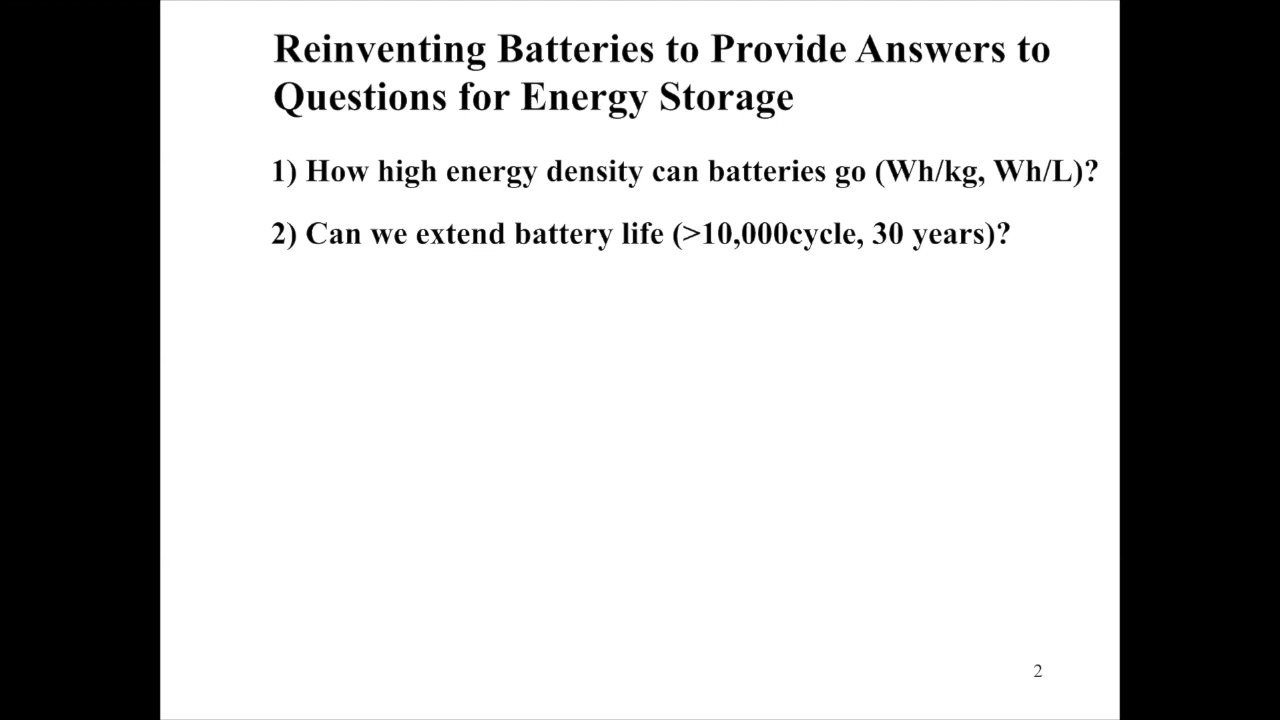 Reinventing Batteries to Provide Answers to
Questions for Energy Storage
1) How high energy density can batteries go (Wh/kg, Wh/L)?
2) Can we extend battery life (>10,000cycle, 30 years)?
2